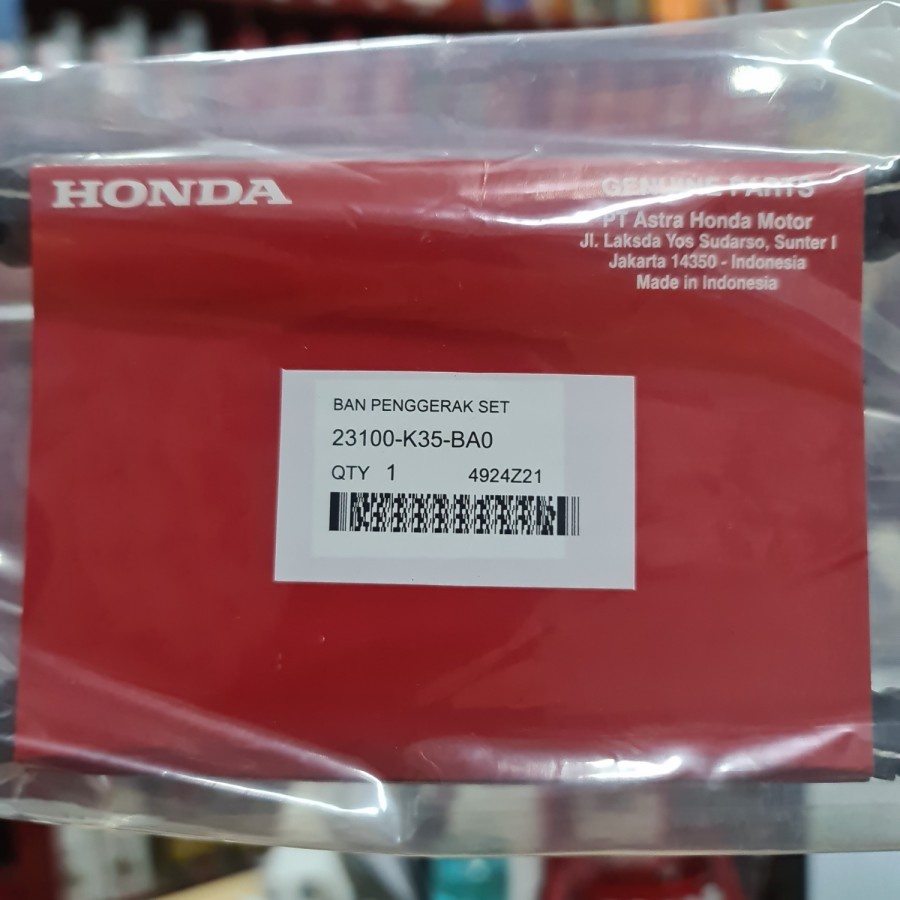 HONDA
GENUINE PARTS
PT Astra Honda Motor
Jl. Laksda Yos Sudarso, Sunter I
Jakarta 14350 - Indonesia
Made in Indonesia
BAN PENGGERAK SET
23100-K35-BA0
QTY 1 4924Z21